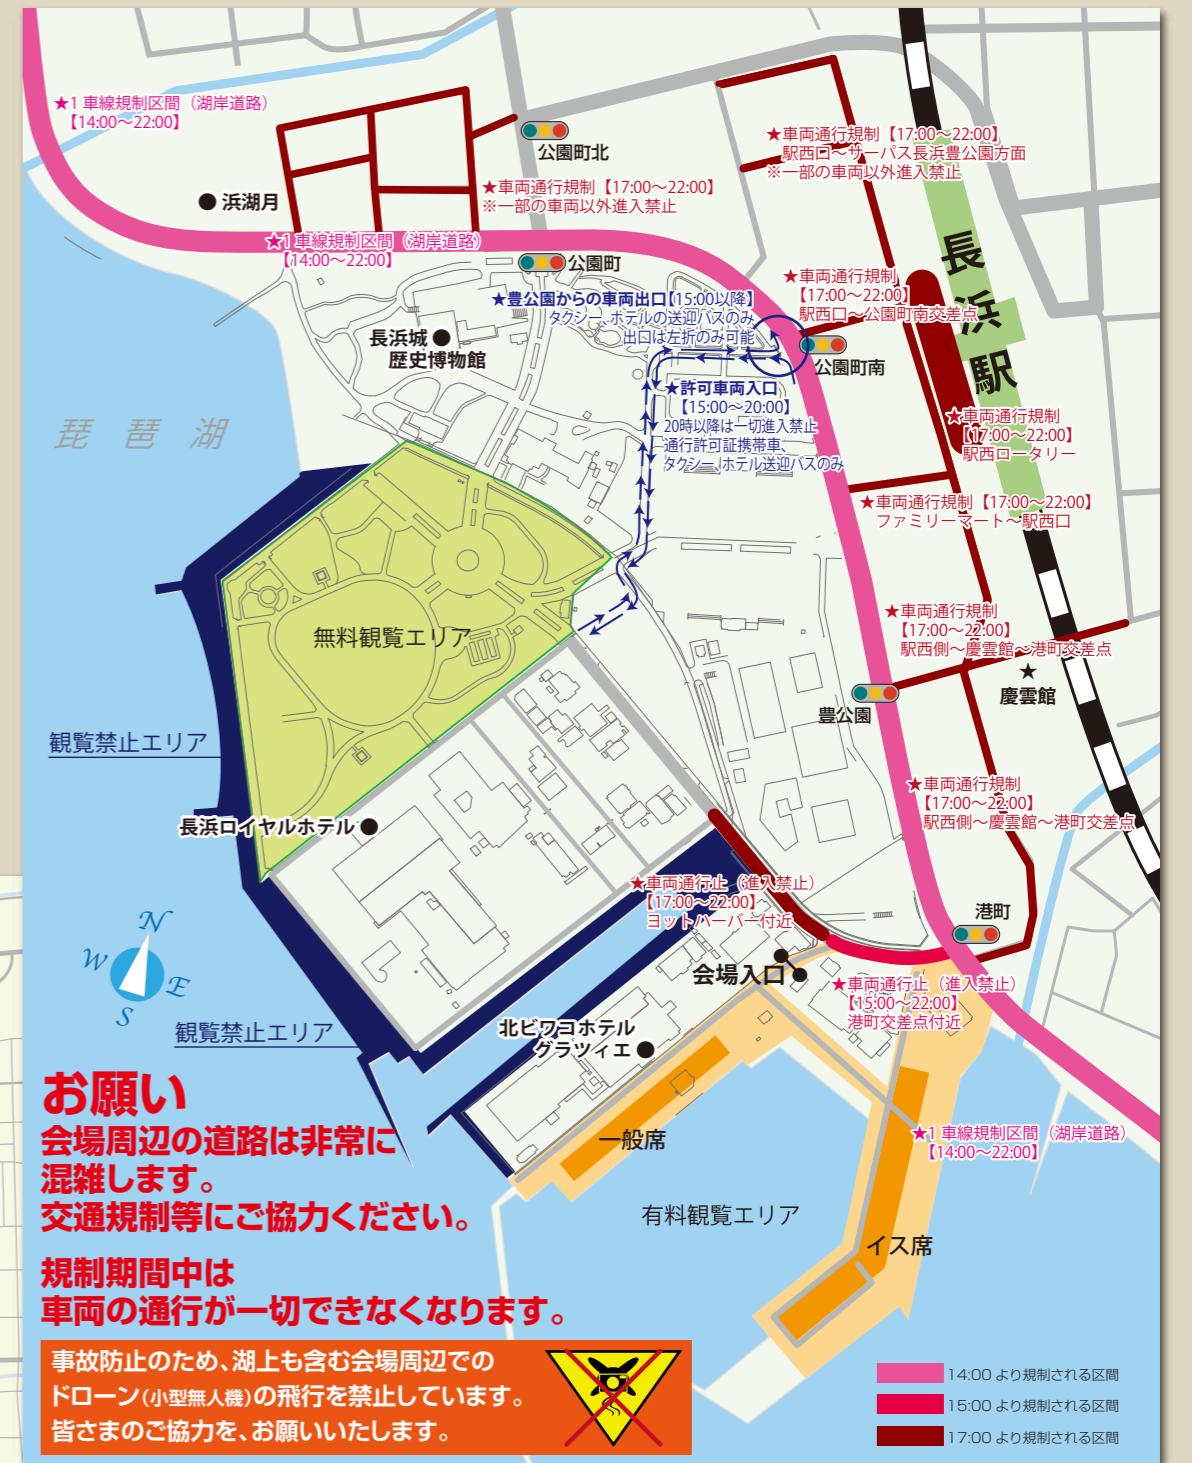 ★1 車線規制区間（湖岸道路）
【14:00〜22:00】
公園町北
★車両通行規制【17:00〜22:00】
駅西口〜サーパス長浜豊公園方面
※一部の車両以外進入禁止
浜湖月
★車両通行規制【17:00〜22:00】
※一部の車両以外進入禁止
★1 車線規制区間（湖岸道路）
【14:00〜22:00】
公園町
長浜駅
★車両通行規制
【17:00〜22:00】
駅西口〜公園町南交差点
★豊公園からの車両出口【15:00以降】
タクシー、ホテルの送迎バスのみ
出口は左折のみ可能
長浜城
歴史博物館
公園町南
★許可車両入口
【15:00〜20:00】
20時以降は一切進入禁止
通行許可証携帯車、
タクシー、ホテル送迎バスのみ
琵琶湖
★車両通行規制
【17:00〜22:00】
駅西ロータリー
★車両通行規制【17:00〜22:00】
ファミリーマート〜駅西口
無料観覧エリア
★車両通行規制
【17:00〜22:00】
駅西側〜慶雲館〜港町交差点
★
慶雲館
豊公園
観覧禁止エリア
★車両通行規制
【17:00〜22:00】
駅西側〜慶雲館〜港町交差点
長浜ロイヤルホテル
★車両通行止（進入禁止）
【17:00〜22:00】
ヨットハーバー付近
港町
N
W
E
S
会場入口
★車両通行止（進入禁止）
【15:00〜22:00】
港町交差点付近
観覧禁止エリア
北ビワコホテル
グラツィエ
お願い
会場周辺の道路は非常に
混雑します。
交通規制等にご協力ください。
規制期間中は
車両の通行が一切できなくなります。
一般席
★1 車線規制区間（湖岸道路）
【14:00〜22:00】
有料観覧エリア
イス席
事故防止のため、湖上も含む会場周辺での
ドローン（小型無人機）の飛行を禁止しています。
皆さまのご協力を、お願いいたします。
14:00 より規制される区間
15:00 より規制される区間
17:00 より規制される区間